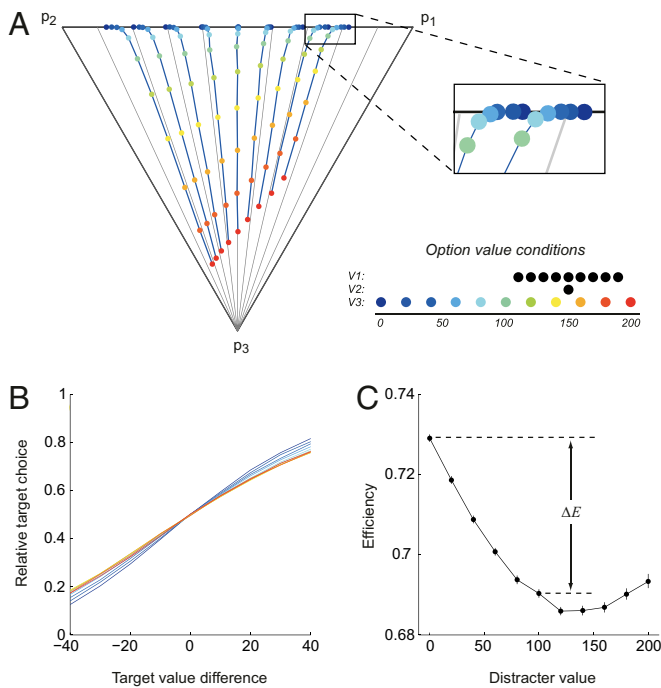 A
p2
p1
p3
Option value conditions
V1:
V2:
V3:
0 50 100 150 200
B
Relative target choice
1
0.8
0.6
0.4
0.2
0
−40 −20 0 20 40
Target value difference
C
Efficiency
0.74
0.72
0.7
0.68
ΔE
0 50 100 150 200
Distracter value